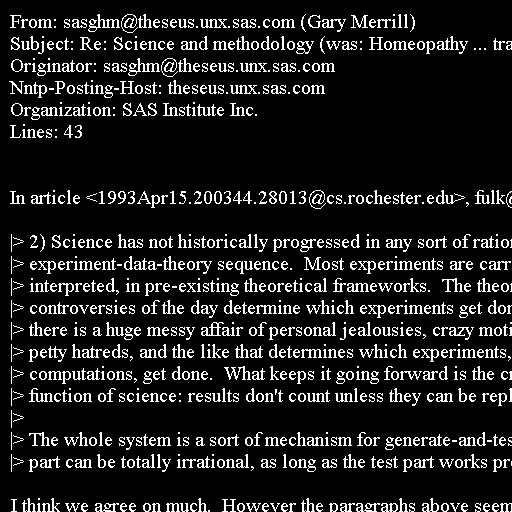 From: sasghm@theseus.unx.sas.com (Gary Merrill)
Subject: Re: Science and methodology (was: Homeopathy ... tra
Originator: sasghm@theseus.unx.sas.com
Nntp-Posting-Host: theseus.unx.sas.com
Organization: SAS Institute Inc.
Lines: 43
In article <1993Apr15.200344.28013@cs.rochester.edu>, fulk@
|> 2) Science has not historically progressed in any sort of ration
|> experiment-data-theory sequence.  Most experiments are carr
|> interpreted, in pre-existing theoretical frameworks.  The theor
|> controversies of the day determine which experiments get don
|> there is a huge messy affair of personal jealousies, crazy moti
|> petty hatreds, and the like that determines which experiments,
|> computations, get done.  What keeps it going forward is the cr
|> function of science: results don't count unless they can be repl
|>
|> The whole system is a sort of mechanism for generate-and-tes
|> part can be totally irrational, as long as the test part works pro
I think we agree on much.  However the paragraphs above seem